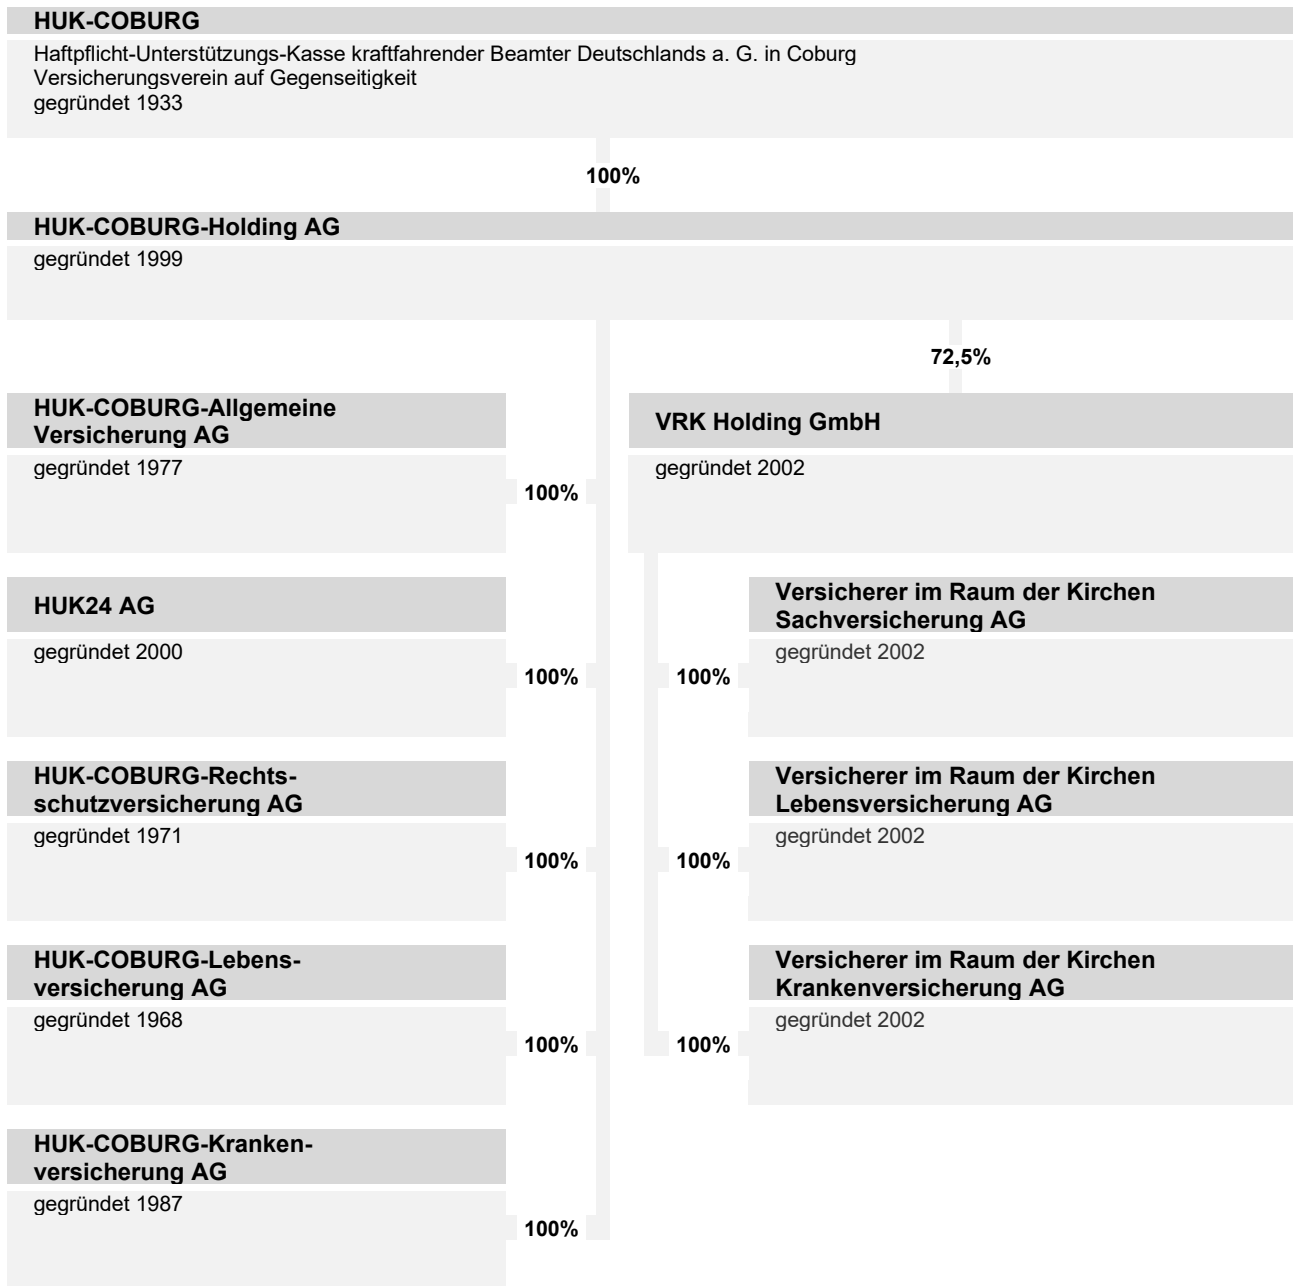 HUK-COBURG
Haftpflicht-Unterstützungs-Kasse kraftfahrender Beamter Deutschlands a. G. in Coburg
Versicherungsverein auf Gegenseitigkeit
gegründet 1933
100%
HUK-COBURG-Holding AG
gegründet 1999
72,5%
HUK-COBURG-Allgemeine
Versicherung AG
gegründet 1977
100%
VRK Holding GmbH
gegründet 2002
HUK24 AG
gegründet 2000
100%
100%
Versicherer im Raum der Kirchen
Sachversicherung AG
gegründet 2002
HUK-COBURG-Rechts-
schutzversicherung AG
gegründet 1971
100%
100%
Versicherer im Raum der Kirchen
Lebensversicherung AG
gegründet 2002
HUK-COBURG-Lebens-
versicherung AG
gegründet 1968
100%
100%
Versicherer im Raum der Kirchen
Krankenversicherung AG
gegründet 2002
HUK-COBURG-Kranken-
versicherung AG
gegründet 1987
100%